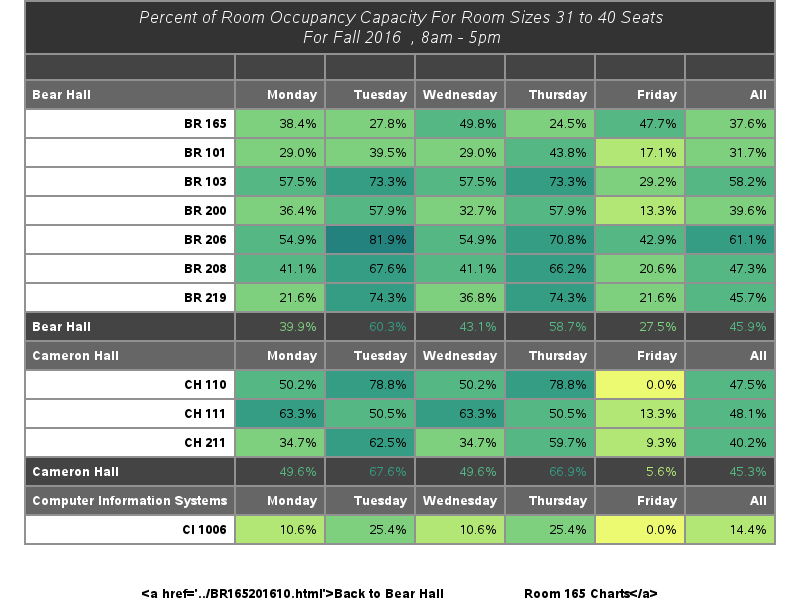 Percent of Room Occupancy Capacity For Room Sizes 31 to 40 Seats
For Fall 2016 , 8am - 5pm
Bear Hall Monday Tuesday Wednesday Thursday Friday All
BR 165 38.4% 27.8% 49.8% 24.5% 47.7% 37.6%
BR 101 29.0% 39.5% 29.0% 43.8% 17.1% 31.7%
BR 103 57.5% 73.3% 57.5% 73.3% 29.2% 58.2%
BR 200 36.4% 57.9% 32.7% 57.9% 13.3% 39.6%
BR 206 54.9% 81.9% 54.9% 70.8% 42.9% 61.1%
BR 208 41.1% 67.6% 41.1% 66.2% 20.6% 47.3%
BR 219 21.6% 74.3% 36.8% 74.3% 21.6% 45.7%
Bear Hall 39.9% 60.3% 43.1% 58.7% 27.5% 45.9%
Cameron Hall Monday Tuesday Wednesday Thursday Friday All
CH 110 50.2% 78.8% 50.2% 78.8% 0.0% 47.5%
CH 111 63.3% 50.5% 63.3% 50.5% 13.3% 48.1%
CH 211 34.7% 62.5% 34.7% 59.7% 9.3% 40.2%
Cameron Hall 49.6% 67.6% 49.6% 66.9% 5.6% 45.3%
Computer Information Systems Monday Tuesday Wednesday Thursday Friday All
CI 1006 10.6% 25.4% 10.6% 25.4% 0.0% 14.4%
<a href='../BR165201610.html'>Back to Bear Hall Room 165 Charts</a>